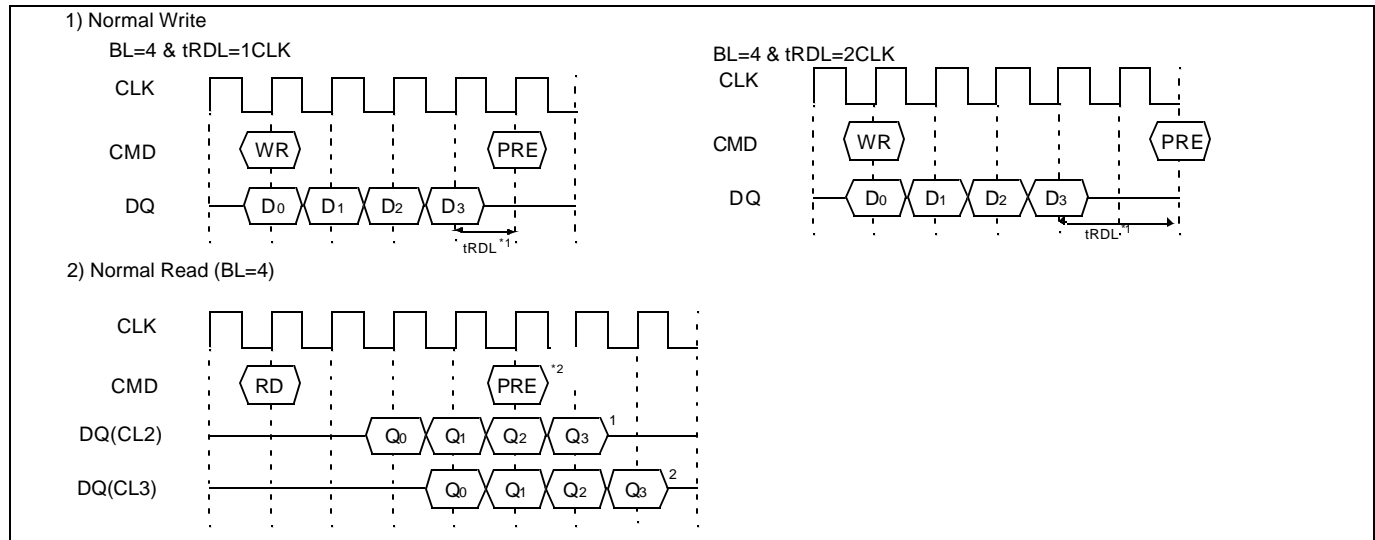 1) Normal Write
BL=4 & tRDL=1CLK
CLK
CMD WR PRE
DQ D0 D1 D2 D3
tRDL*1
BL=4 & tRDL=2CLK
CLK
CMD WR PRE
DQ D0 D1 D2 D3
tRDL*1
2) Normal Read (BL=4)
CLK
CMD RD PRE*2
DQ(CL2) Q0 Q1 Q2 Q3 1
DQ(CL3) Q0 Q1 Q2 Q3 2